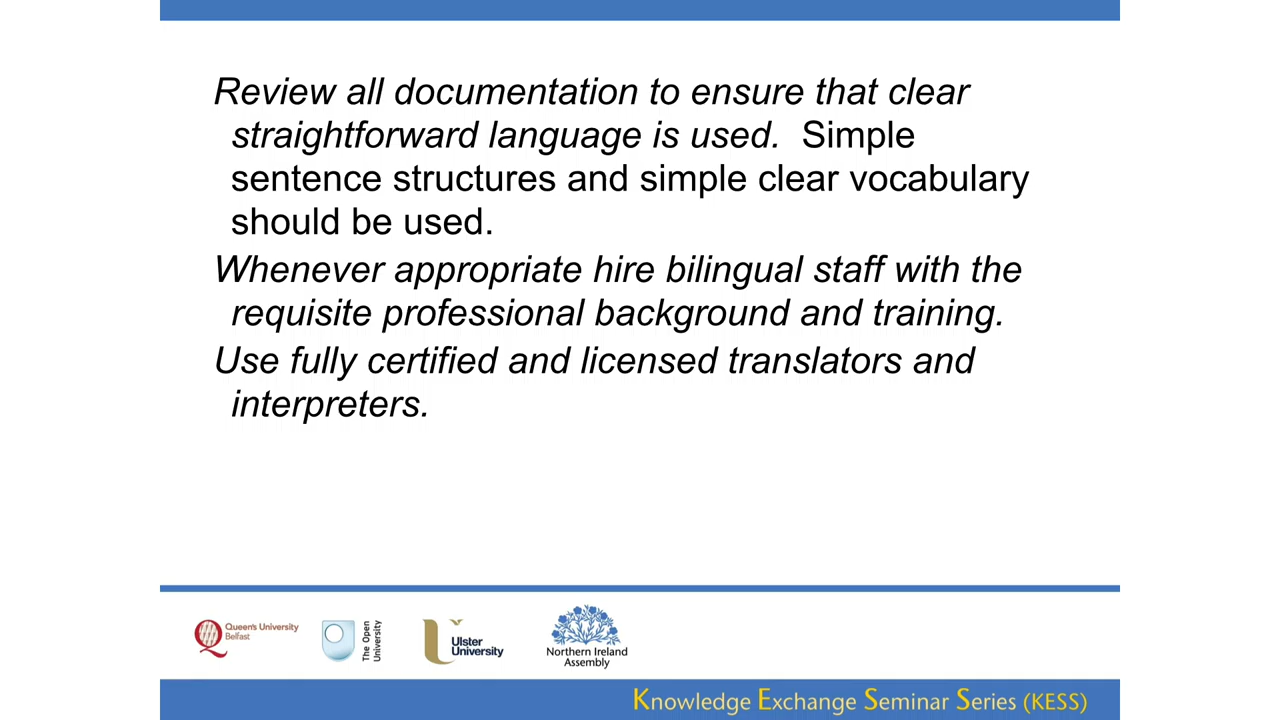 Review all documentation to ensure that clear
straightforward language is used.  Simple
sentence structures and simple clear vocabulary
should be used.
Whenever appropriate hire bilingual staff with the
requisite professional background and training.
Use fully certified and licensed translators and
interpreters.
Queen's University
Belfast
The Open
University
Ulster
University
Northern Ireland
Assembly
Knowledge Exchange Seminar Series (KESS)